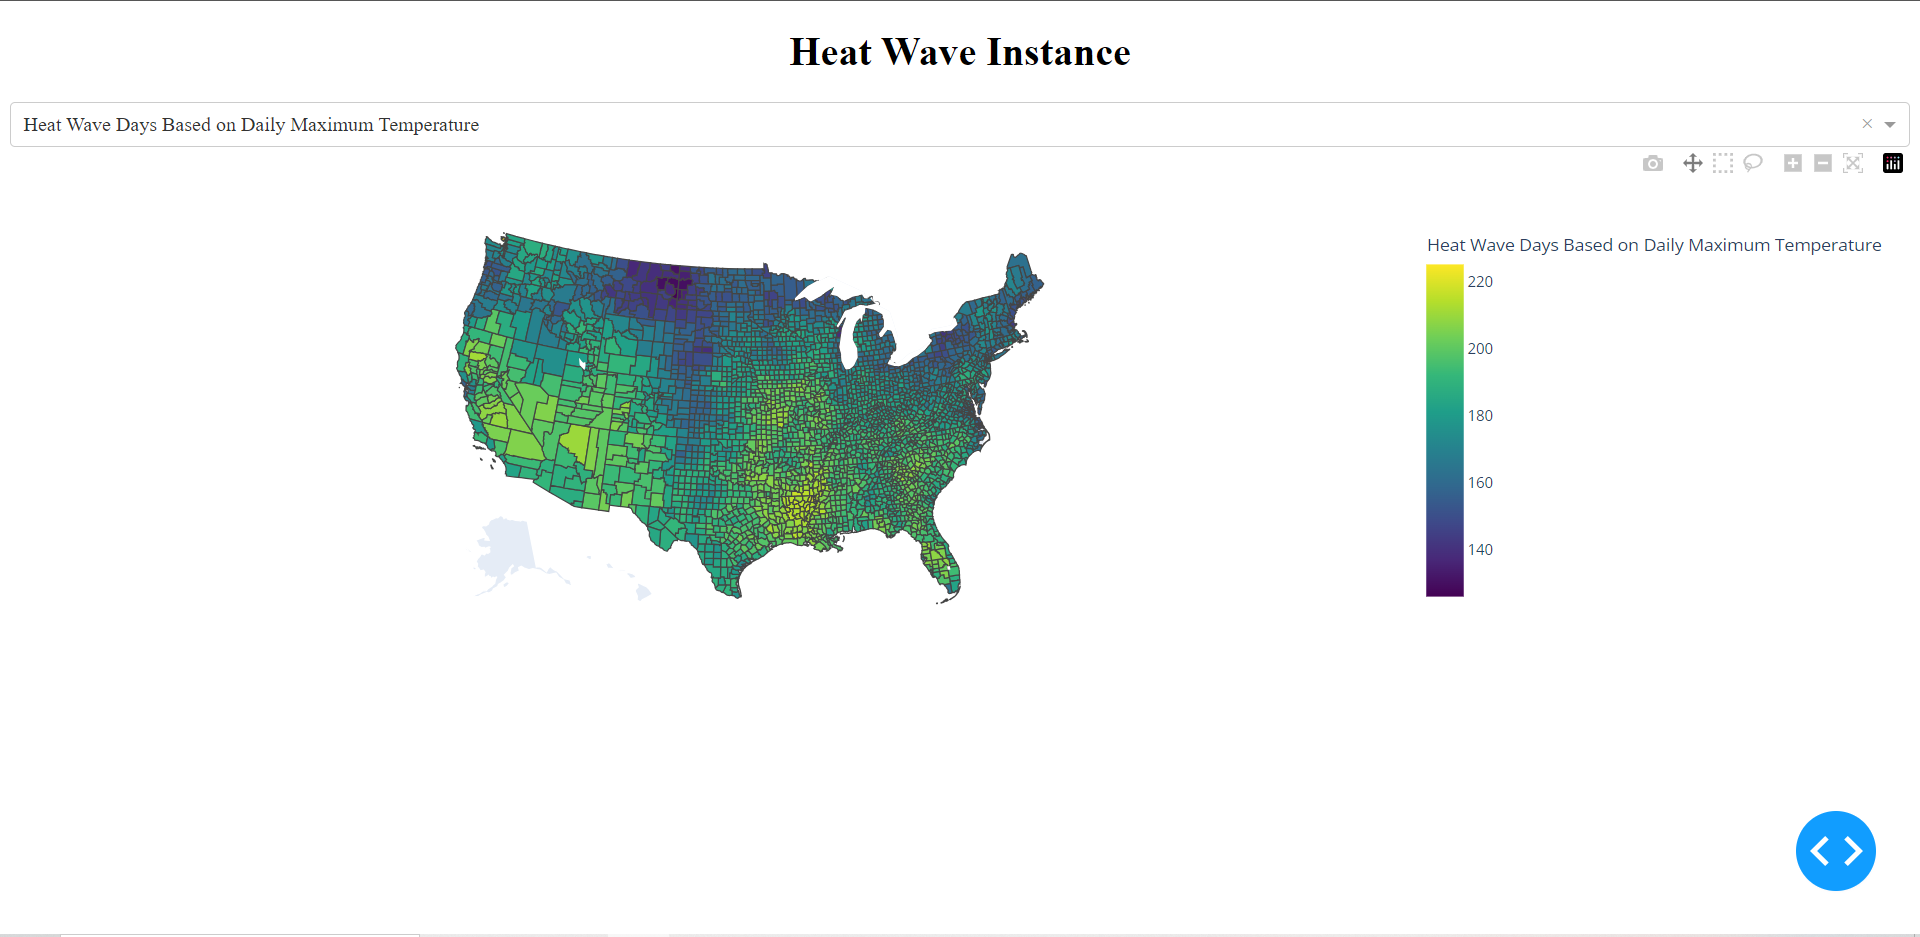 Heat Wave Instance
Heat Wave Days Based on Daily Maximum Temperature
Heat Wave Days Based on Daily Maximum Temperature
220
200
180
160
140